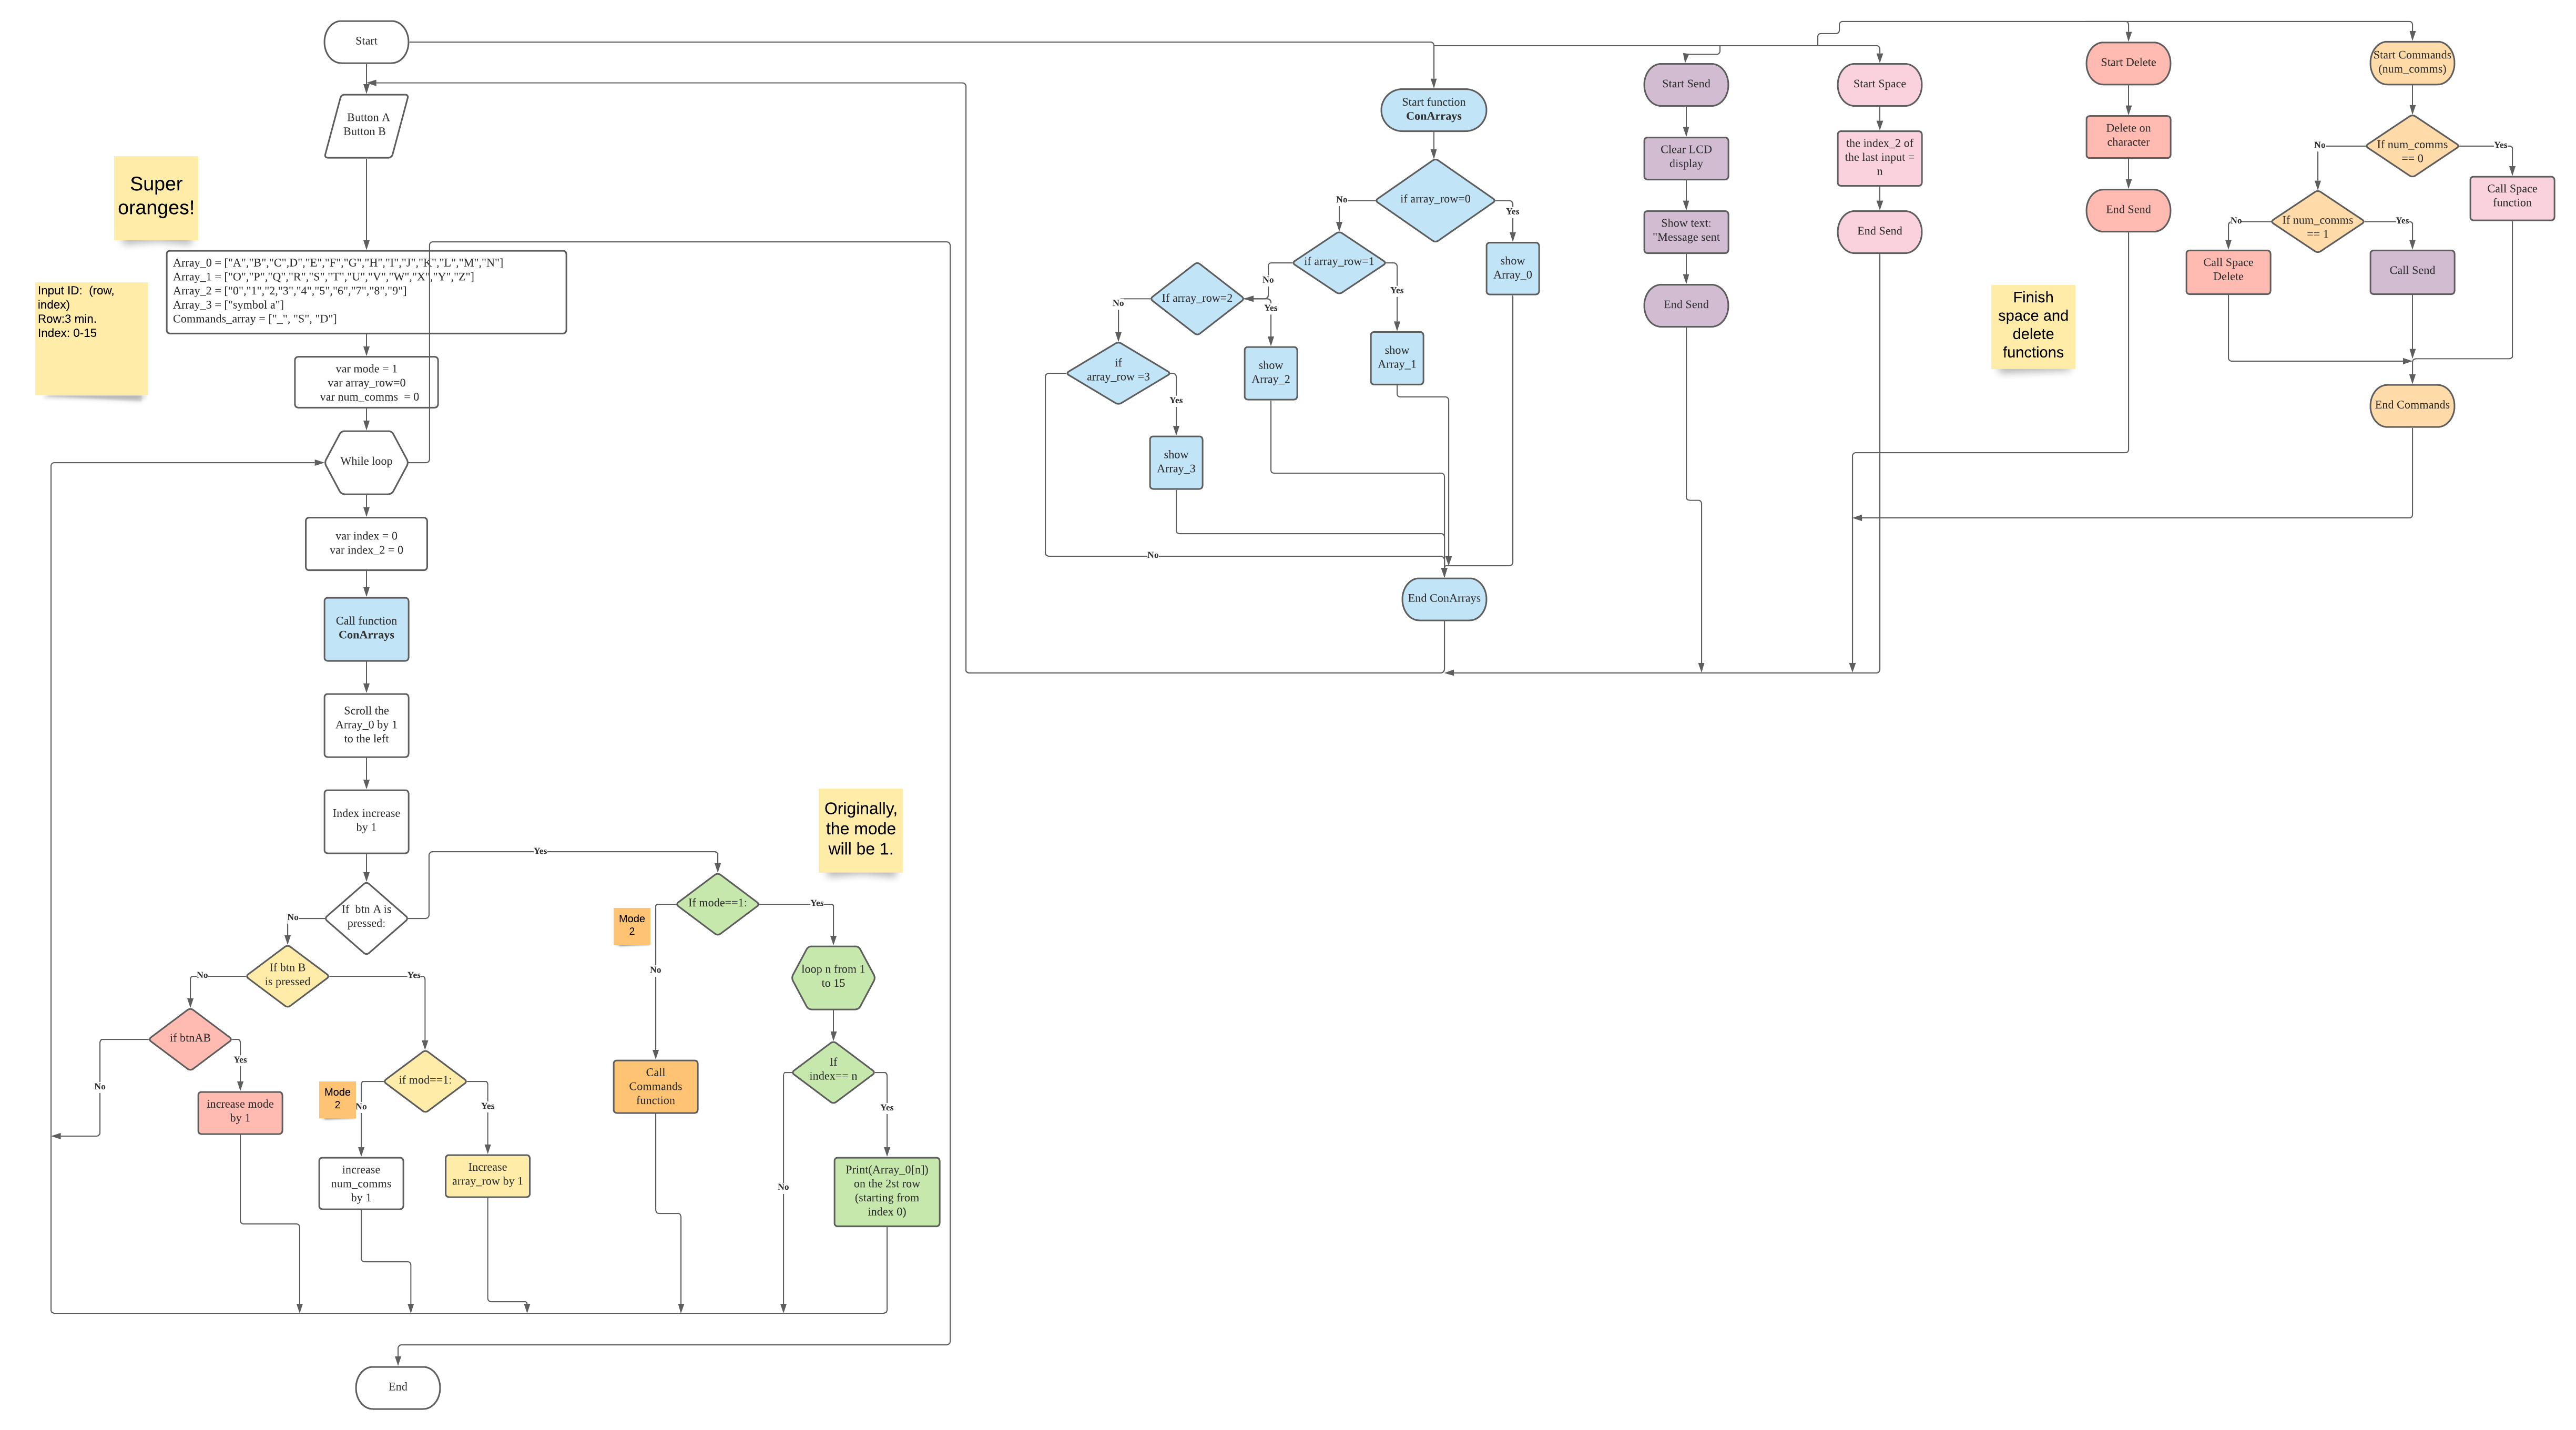 Start
Button A
Button B
Super
oranges!
Input ID:  (row,
index)
Row:3 min.
Index: 0-15
Array_0 = ["A","B","C",D","E","F","G","H","I","J","K","L","M","N"]
Array_1 = ["O","P","Q","R","S","T","U","V","W","X","Y","Z"]
Array_2 = ["0","1","2,"3","4","5","6","7","8","9"]
Array_3 = ["symbol a"]
Commands_array = ["_", "S", "D"]
var mode = 1
var array_row=0
var num_comms  = 0
While loop
var index = 0
var index_2 = 0
Call function
ConArrays
Scroll the
Array_0 by 1
to the left
Index increase
by 1
If  btn A is
pressed:
No
Yes
If btn B
is pressed
No
Yes
if btnAB
No
Yes
increase mode
by 1
if mod==1:
Mode
2
No
Yes
increase
num_comms
by 1
Increase
array_row by 1
Originally,
the mode
will be 1.
If mode==1:
Mode
2
No
Yes
Call
Commands
function
loop n from 1
to 15
If
index== n
No
Yes
Print(Array_0[n])
on the 2st row
(starting from
index 0)
End
Start function
ConArrays
if array_row=0
No
Yes
show
Array_0
if array_row=1
No
Yes
show
Array_1
If array_row=2
No
Yes
show
Array_2
if
array_row =3
Yes
No
show
Array_3
End ConArrays
Start Send
Clear LCD
display
Show text:
"Message sent
End Send
Start Space
the index_2 of
the last input =
n
End Send
Start Delete
Delete on
character
End Send
Finish
space and
delete
functions
Start Commands
(num_comms)
If num_comms
== 0
No
Yes
Call Space
function
If num_comms
== 1
No
Yes
Call Space
Delete
Call Send
End Commands